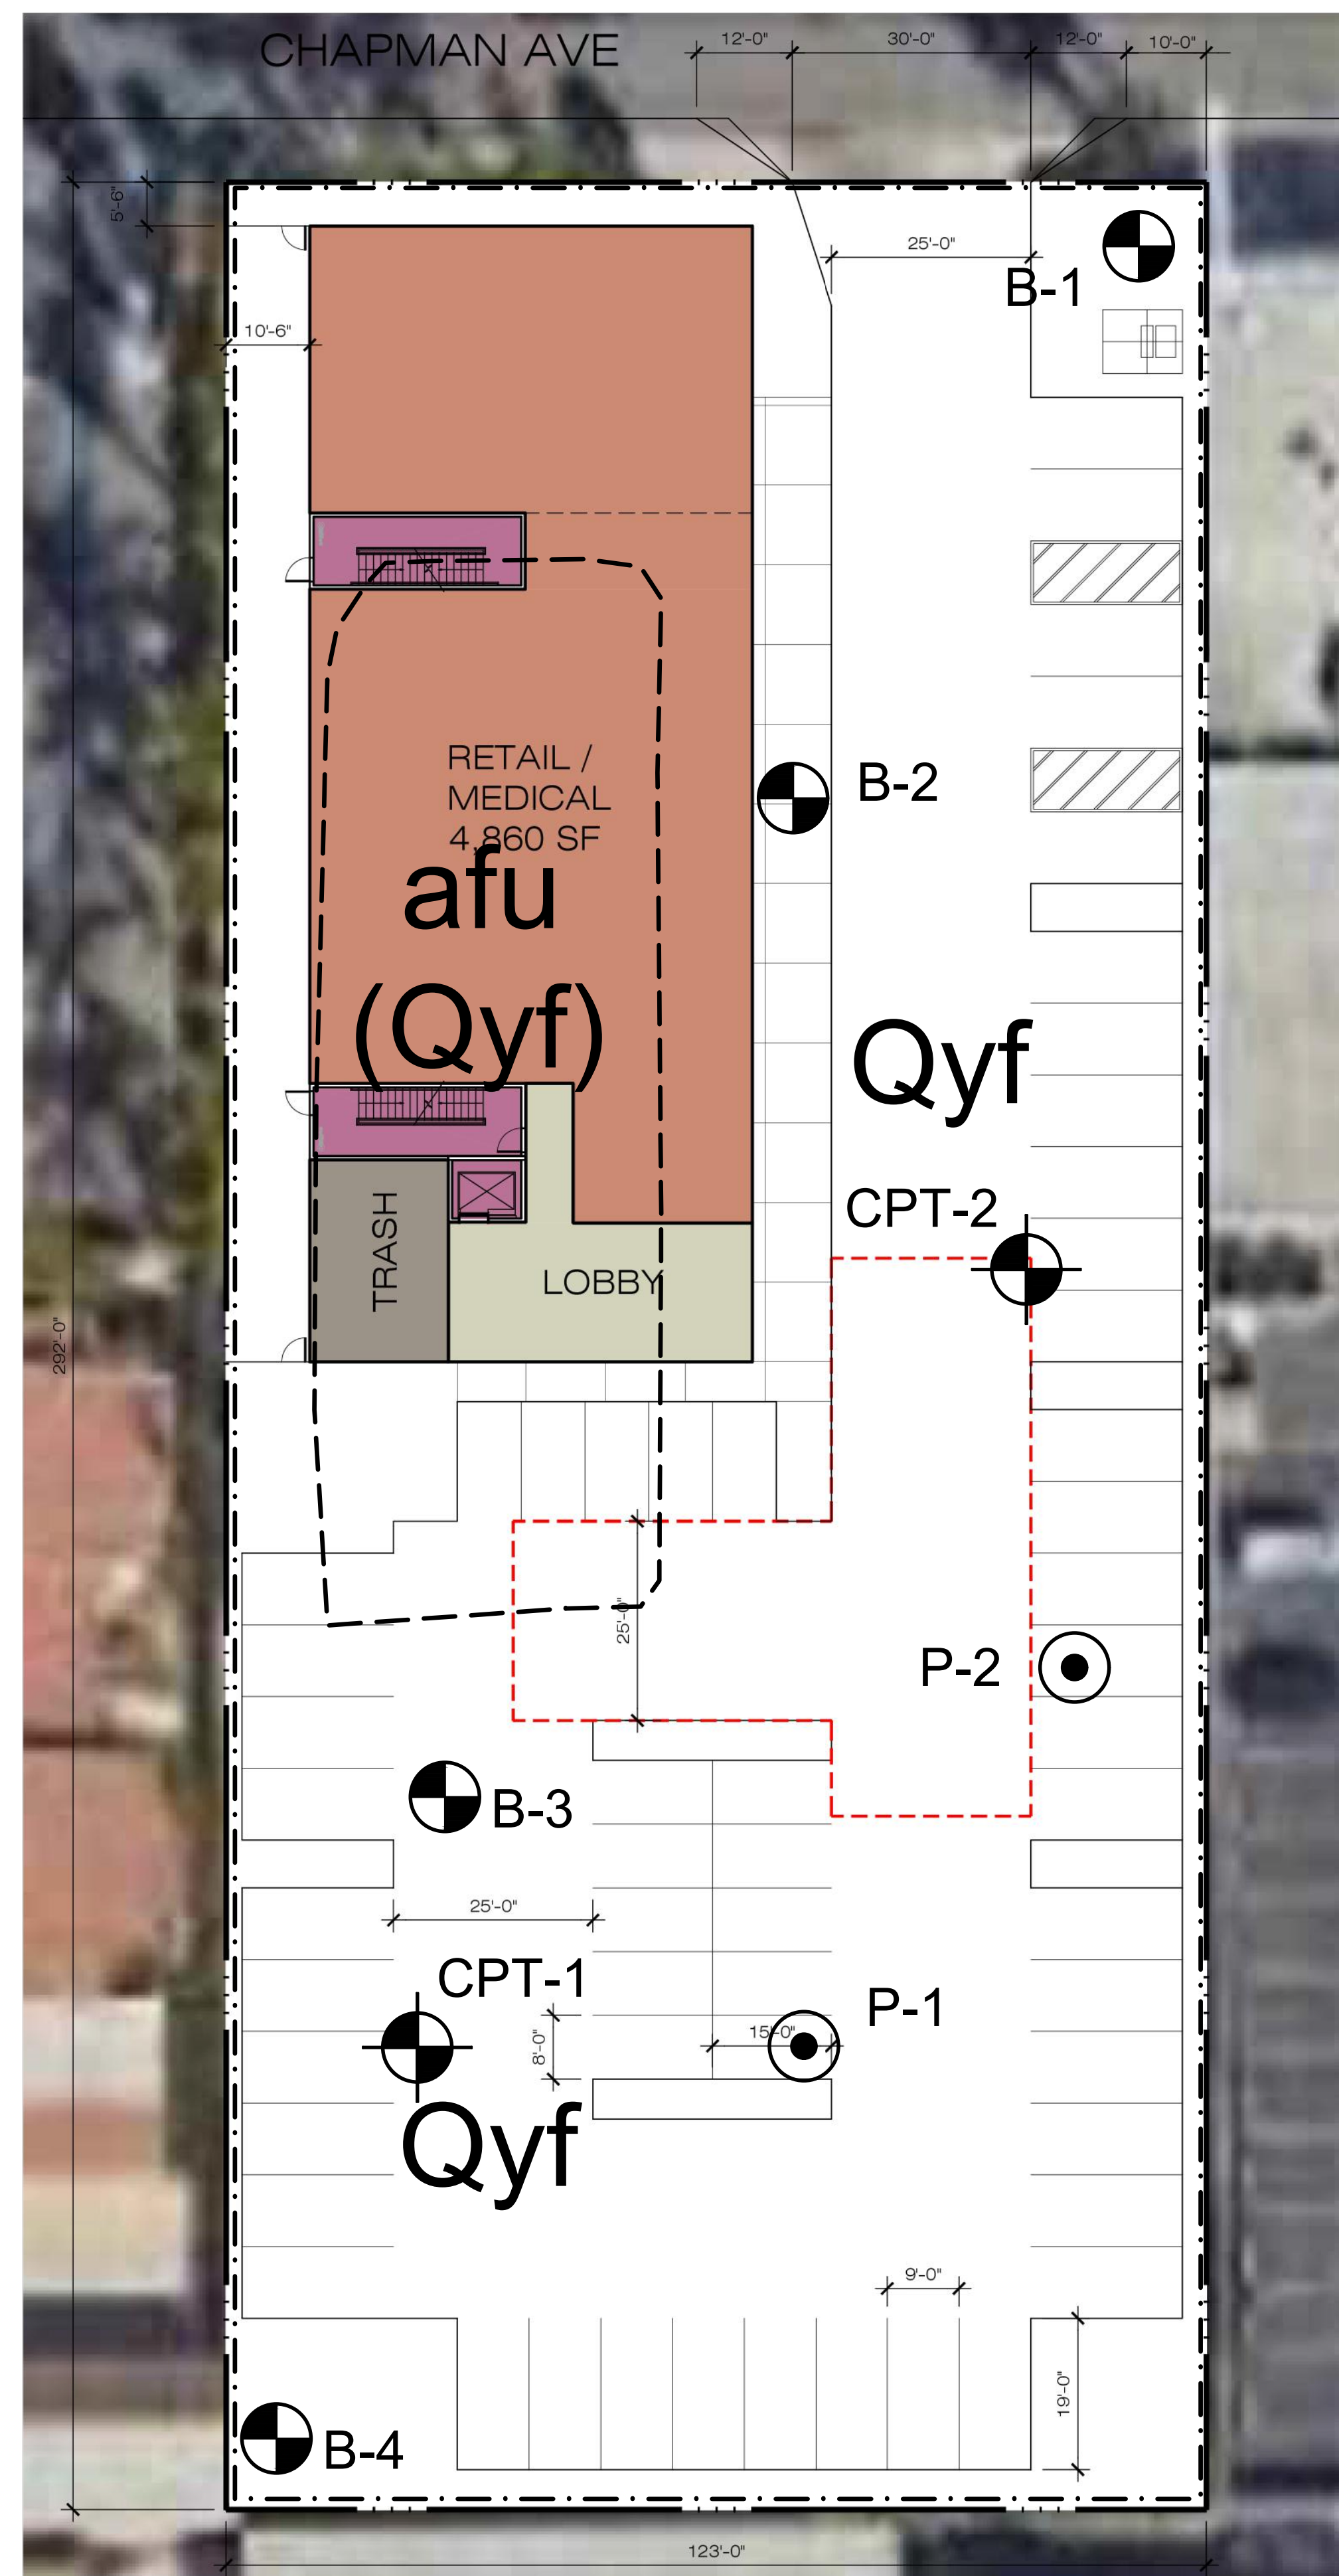 CHAPMAN AVE
12'-0"
30'-0"
12'-0"
10'-0"
5'-6"
25'-0"
B-1
10'-6"
RETAIL /
MEDICAL
4,860 SF
B-2
afu
(Qyf)
Qyf
CPT-2
TRASH
LOBBY
292'-0"
25'-0"
P-2
B-3
25'-0"
CPT-1
P-1
15'-0"
8'-0"
Qyf
9'-0"
19'-0"
B-4
123'-0"